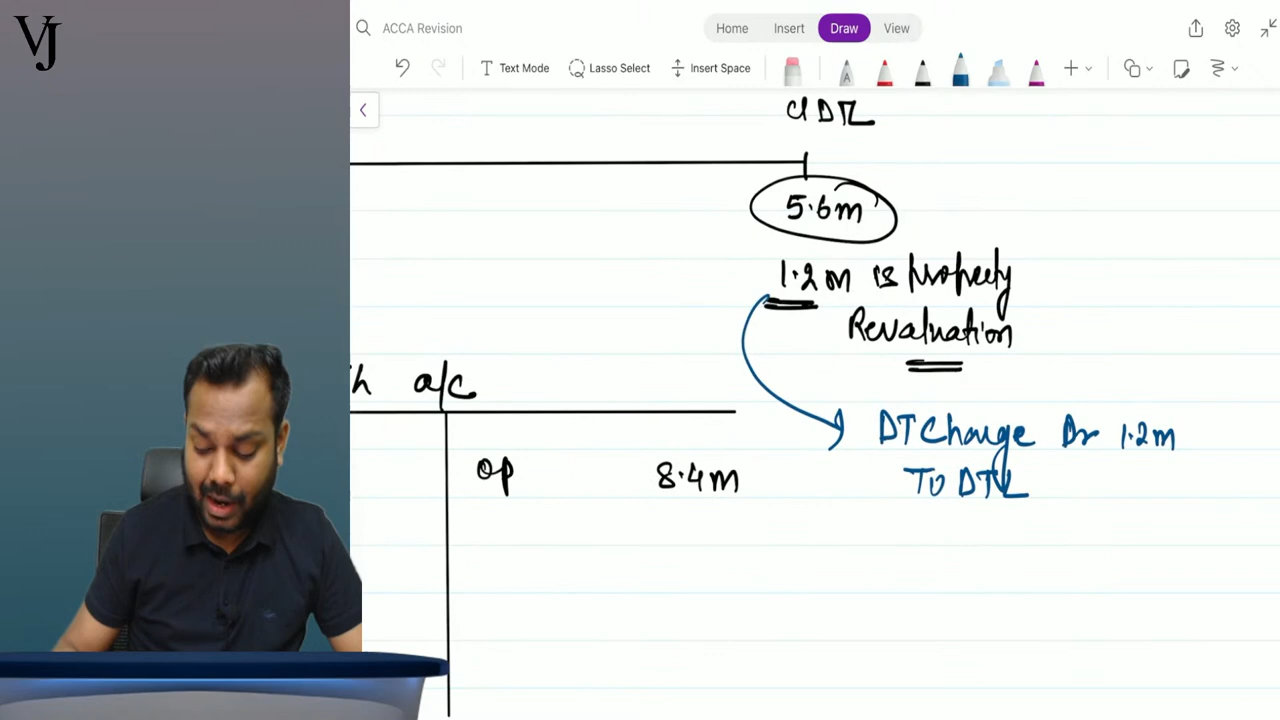 VJ
ACCA Revision
Home Insert Draw View
Text Mode Lasso Select Insert Space
cl DTL
5.6m
1.2m is property
Revaluation
h a/c
DT Charge Dr 1.2m
To DTL
op 8.4m